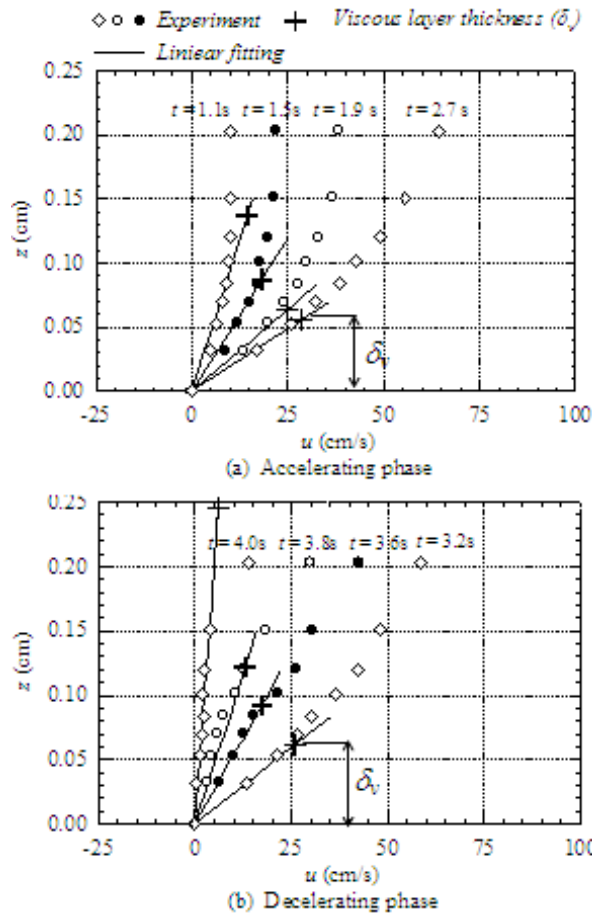 Experiment Viscous layer thickness (δv)
Liniear fitting
0.25
0.20
0.15
0.10
0.05
0.00
z (cm)
t=1.1s t=1.5s t=1.9 s t=2.7s
δv
-25 0 25 50 75 100
u (cm/s)
(a) Accelerating phase
0.25
0.20
0.15
0.10
0.05
0.00
z (cm)
t=4.0s t=3.8s t=3.6s t=3.2s
δv
-25 0 25 50 75 100
u (cm/s)
(b) Decelerating phase